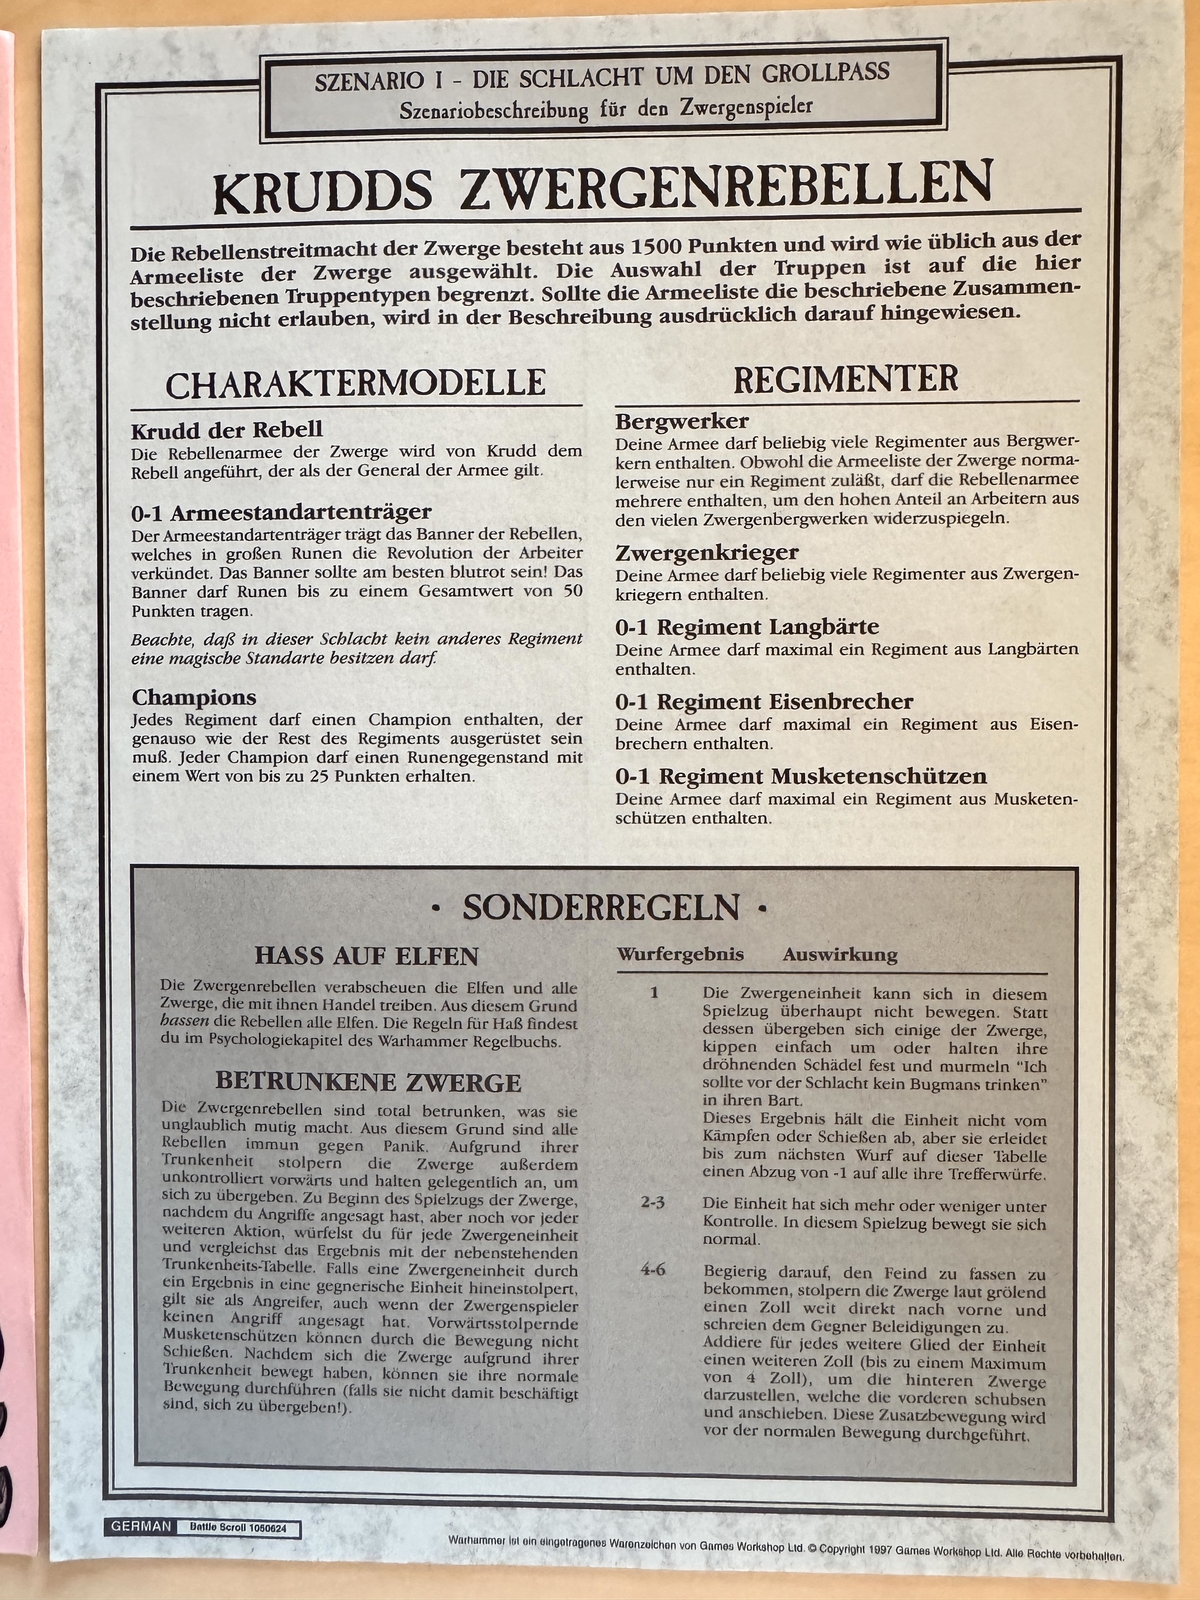 SZENARIO I - DIE SCHLACHT UM DEN GROLLPASS
Szenariobeschreibung für den Zwergenspieler
KRUDDS ZWERGENREBELLEN
Die Rebellenstreitmacht der Zwerge besteht aus 1500 Punkten und wird wie üblich aus der
Armeeliste der Zwerge ausgewählt. Die Auswahl der Truppen ist auf die hier
beschriebenen Truppentypen begrenzt. Sollte die Armeeliste die beschriebene Zusammen-
stellung nicht erlauben, wird in der Beschreibung ausdrücklich darauf hingewiesen.
CHARAKTERMODELLE
Krudd der Rebell
Die Rebellenarmee der Zwerge wird von Krudd dem
Rebell angeführt, der als der General der Armee gilt.
0-1 Armeestandartenträger
Der Armeestandartenträger trägt das Banner der Rebellen,
welches in großen Runen die Revolution der Arbeiter
verkündet. Das Banner sollte am besten blutrot sein! Das
Banner darf Runen bis zu einem Gesamtwert von 50
Punkten tragen.
Beachte, daß in dieser Schlacht kein anderes Regiment
eine magische Standarte besitzen darf.
Champions
Jedes Regiment darf einen Champion enthalten, der
genauso wie der Rest des Regiments ausgerüstet sein
muß. Jeder Champion darf einen Runengegenstand mit
einem Wert von bis zu 25 Punkten erhalten.
REGIMENTER
Bergwerker
Deine Armee darf beliebig viele Regimenter aus Bergwer-
kern enthalten. Obwohl die Armeeliste der Zwerge norma-
lerweise nur ein Regiment zuläßt, darf die Rebellenarmee
mehrere enthalten, um den hohen Anteil an Arbeitern aus
den vielen Zwergenbergwerken widerzuspiegeln.
Zwergenkrieger
Deine Armee darf beliebig viele Regimenter aus Zwergen-
kriegern enthalten.
0-1 Regiment Langbärte
Deine Armee darf maximal ein Regiment aus Langbärten
enthalten.
0-1 Regiment Eisenbrecher
Deine Armee darf maximal ein Regiment aus Eisen-
brechern enthalten.
0-1 Regiment Musketenschützen
Deine Armee darf maximal ein Regiment aus Musketen-
schützen enthalten.
· SONDERREGELN ·
HASS AUF ELFEN
Die Zwergenrebellen verabscheuen die Elfen und alle
Zwerge, die mit ihnen Handel treiben. Aus diesem Grund
hassen die Rebellen alle Elfen. Die Regeln für Haß findest
du im Psychologiekapitel des Warhammer Regelbuchs.
BETRUNKENE ZWERGE
Die Zwergenrebellen sind total betrunken, was sie
unglaublich mutig macht. Aus diesem Grund sind alle
Rebellen immun gegen Panik. Aufgrund ihrer
Trunkenheit stolpern die Zwerge außerdem
unkontrolliert vorwärts und halten gelegentlich an, um
sich zu übergeben. Zu Beginn des Spielzugs der Zwerge,
nachdem du Angriffe angesagt hast, aber noch vor jeder
weiteren Aktion, würfelst du für jede Zwergeneinheit
und vergleichst das Ergebnis mit der nebenstehenden
Trunkenheits-Tabelle. Falls eine Zwergeneinheit durch
ein Ergebnis in eine gegnerische Einheit hineinstolpert,
gilt sie als Angreifer, auch wenn der Zwergenspieler
keinen Angriff angesagt hat. Vorwärtsstolpernde
Musketenschützen können durch die Bewegung nicht
Schießen. Nachdem sich die Zwerge aufgrund ihrer
Trunkenheit bewegt haben, können sie ihre normale
Bewegung durchführen (falls sie nicht damit beschäftigt
sind, sich zu übergeben!).
Wurfergebnis Auswirkung
1 Die Zwergeneinheit kann sich in diesem
Spielzug überhaupt nicht bewegen. Statt
dessen übergeben sich einige der Zwerge,
kippen einfach um oder halten ihre
dröhnenden Schädel fest und murmeln “Ich
sollte vor der Schlacht kein Bugmans trinken”
in ihren Bart.
Dieses Ergebnis hält die Einheit nicht vom
Kämpfen oder Schießen ab, aber sie erleidet
bis zum nächsten Wurf auf dieser Tabelle
einen Abzug von -1 auf alle ihre Trefferwürfe.
2-3 Die Einheit hat sich mehr oder weniger unter
Kontrolle. In diesem Spielzug bewegt sie sich
normal.
4-6 Begierig darauf, den Feind zu fassen zu
bekommen, stolpern die Zwerge laut grölend
einen Zoll weit direkt nach vorne und
schreien dem Gegner Beleidigungen zu.
Addiere für jedes weitere Glied der Einheit
einen weiteren Zoll (bis zu einem Maximum
von 4 Zoll), um die hinteren Zwerge
darzustellen, welche die vorderen schubsen
und anschieben. Diese Zusatzbewegung wird
vor der normalen Bewegung durchgeführt.
GERMAN Battle Scroll 1060624
Warhammer ist ein eingetragenes Warenzeichen von Games Workshop Ltd. © Copyright 1997 Games Workshop Ltd. Alle Rechte vorbehalten.